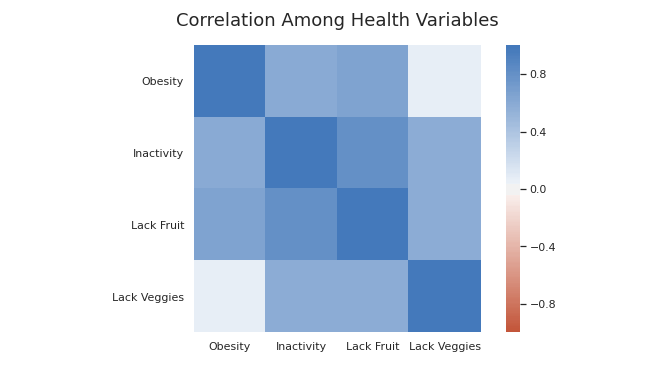 Correlation Among Health Variables
Obesity
Inactivity
Lack Fruit
Lack Veggies
Obesity Inactivity Lack Fruit Lack Veggies
0.8
0.4
0.0
−0.4
−0.8